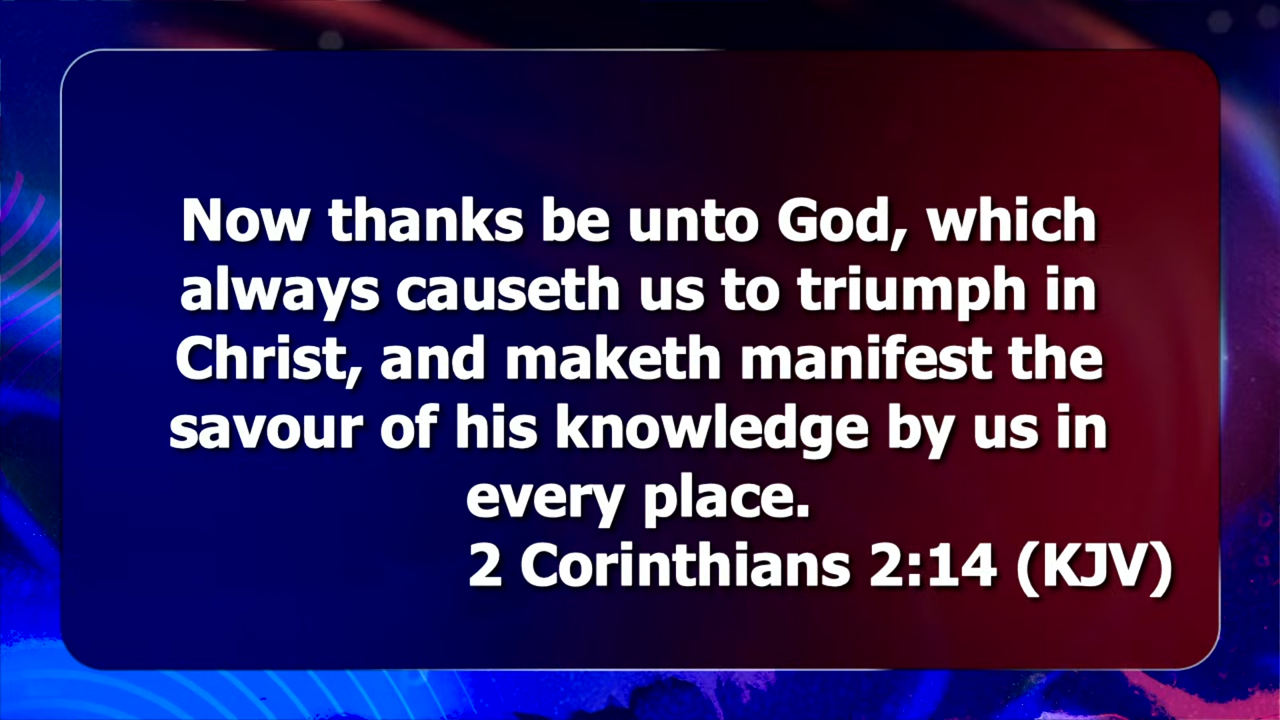 Now thanks be unto God, which
always causeth us to triumph in
Christ, and maketh manifest the
savour of his knowledge by us in
every place.
2 Corinthians 2:14 (KJV)